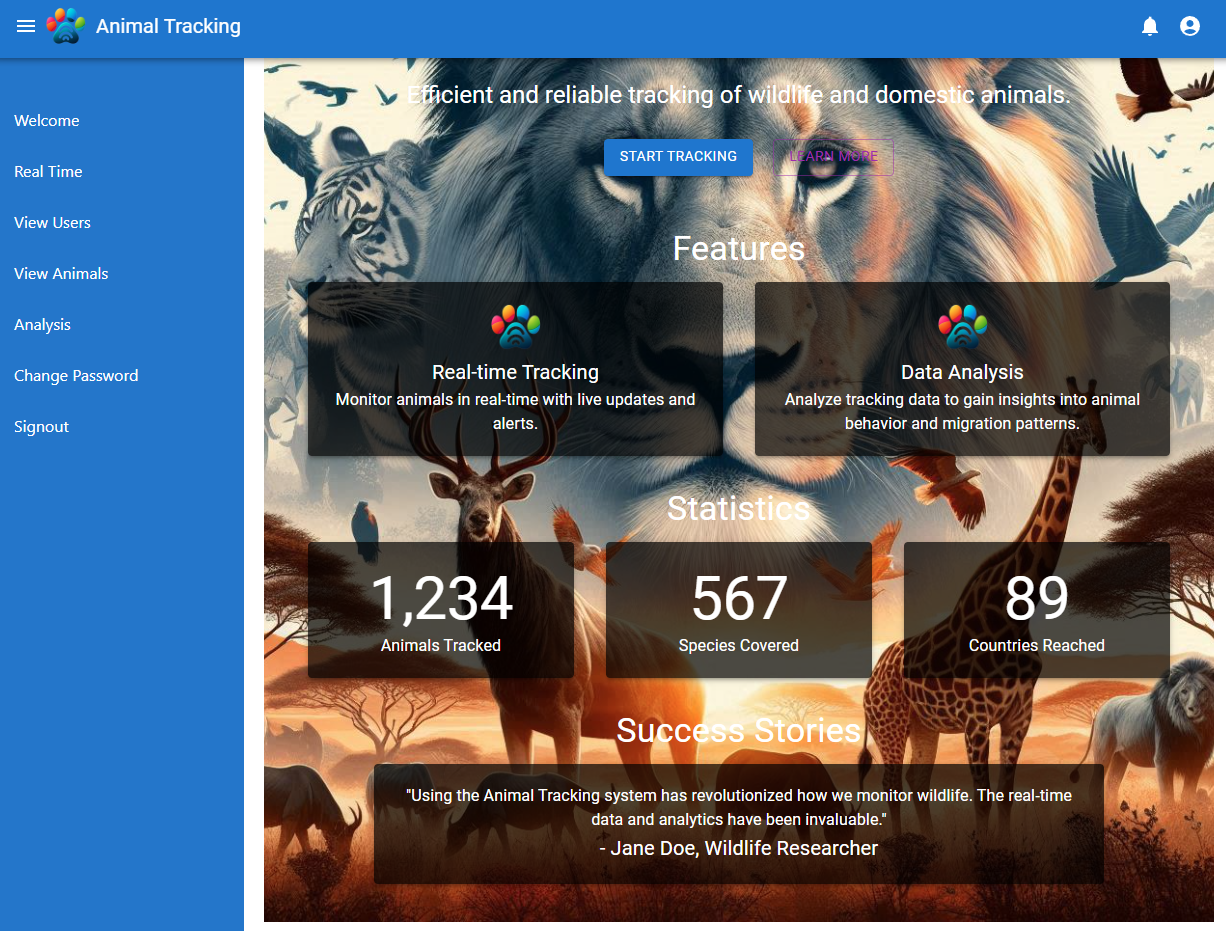 Animal Tracking
Welcome
Real Time
View Users
View Animals
Analysis
Change Password
Signout
Efficient and reliable tracking of wildlife and domestic animals.
START TRACKING
LEARN MORE
Features
Real-time Tracking
Monitor animals in real-time with live updates and
alerts.
Data Analysis
Analyze tracking data to gain insights into animal
behavior and migration patterns.
Statistics
1,234
Animals Tracked
567
Species Covered
89
Countries Reached
Success Stories
"Using the Animal Tracking system has revolutionized how we monitor wildlife. The real-time
data and analytics have been invaluable."
- Jane Doe, Wildlife Researcher